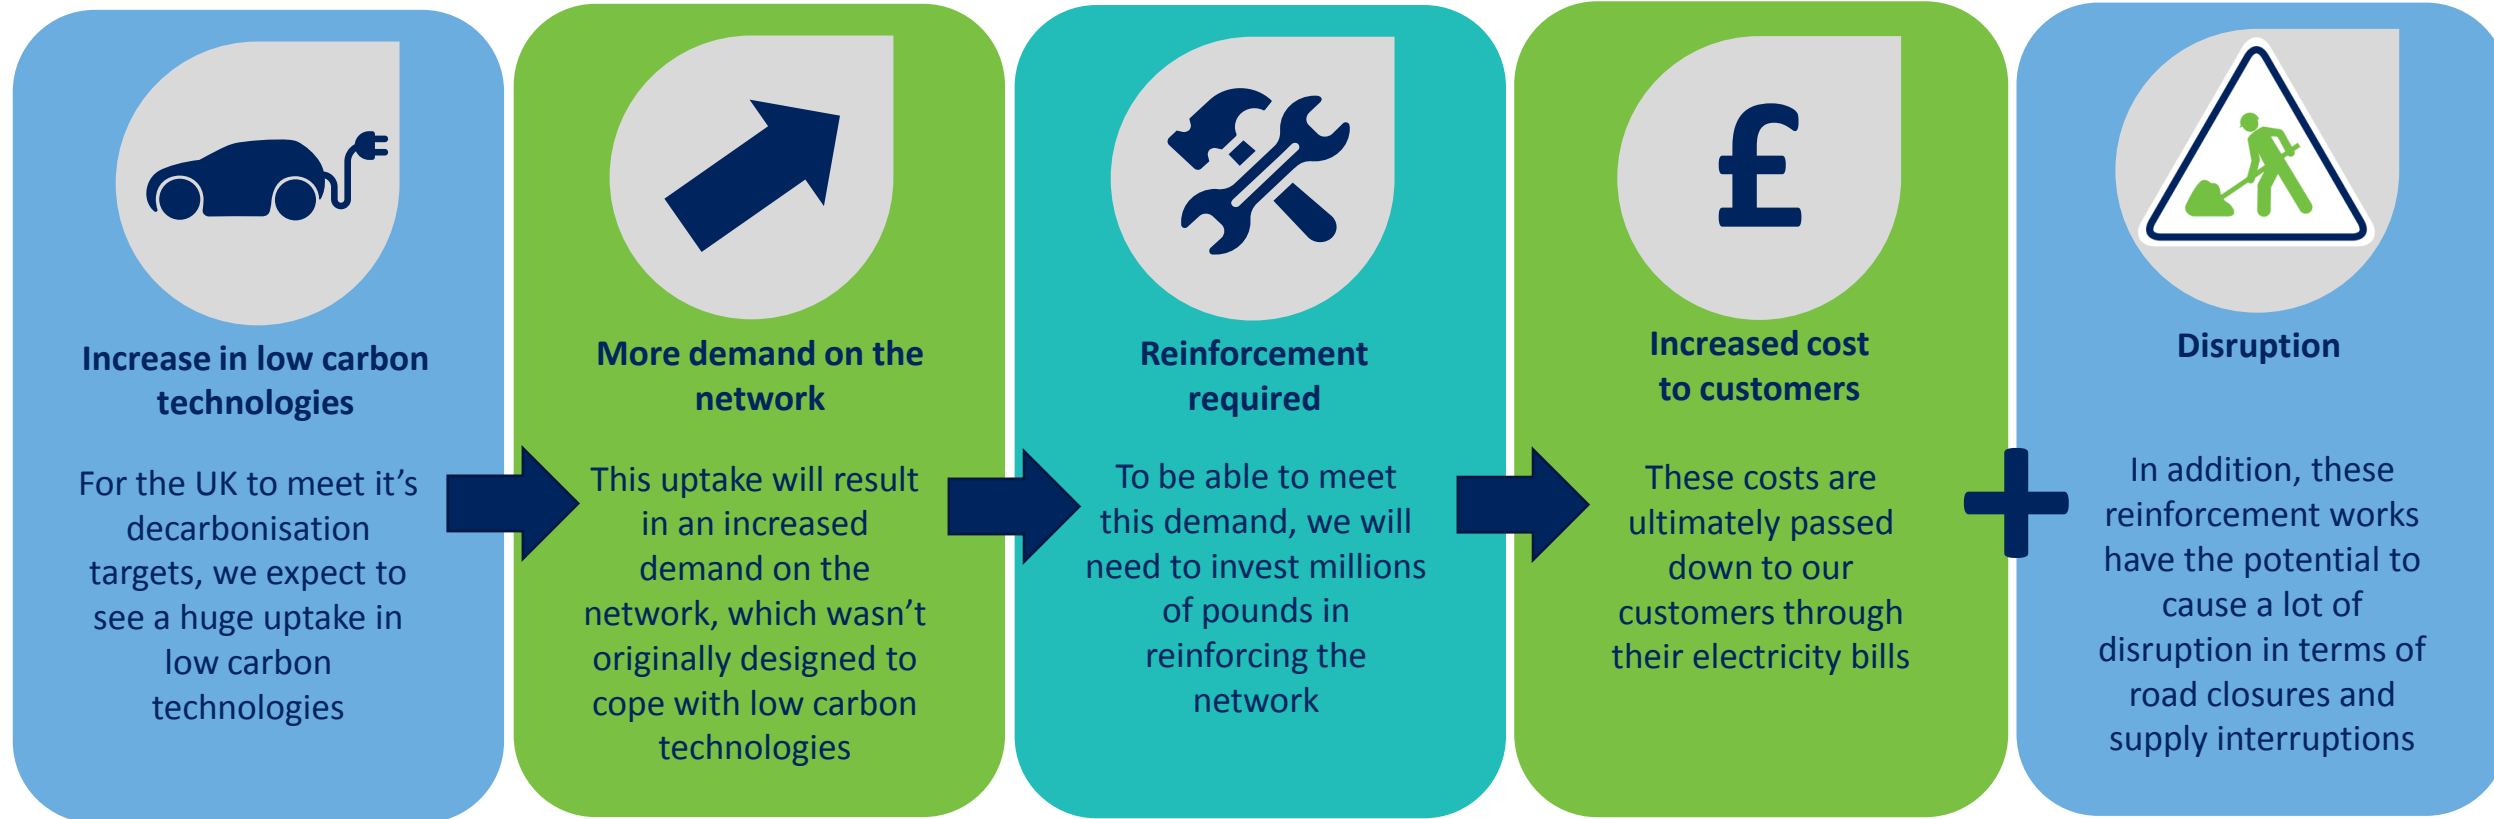 Increase in low carbon
technologies
For the UK to meet it’s
decarbonisation
targets, we expect to
see a huge uptake in
low carbon
technologies
More demand on the
network
This uptake will result
in an increased
demand on the
network, which wasn’t
originally designed to
cope with low carbon
technologies
Reinforcement
required
To be able to meet
this demand, we will
need to invest millions
of pounds in
reinforcing the
network
£
Increased cost
to customers
These costs are
ultimately passed
down to our
customers through
their electricity bills
Disruption
In addition, these
reinforcement works
have the potential to
cause a lot of
disruption in terms of
road closures and
supply interruptions